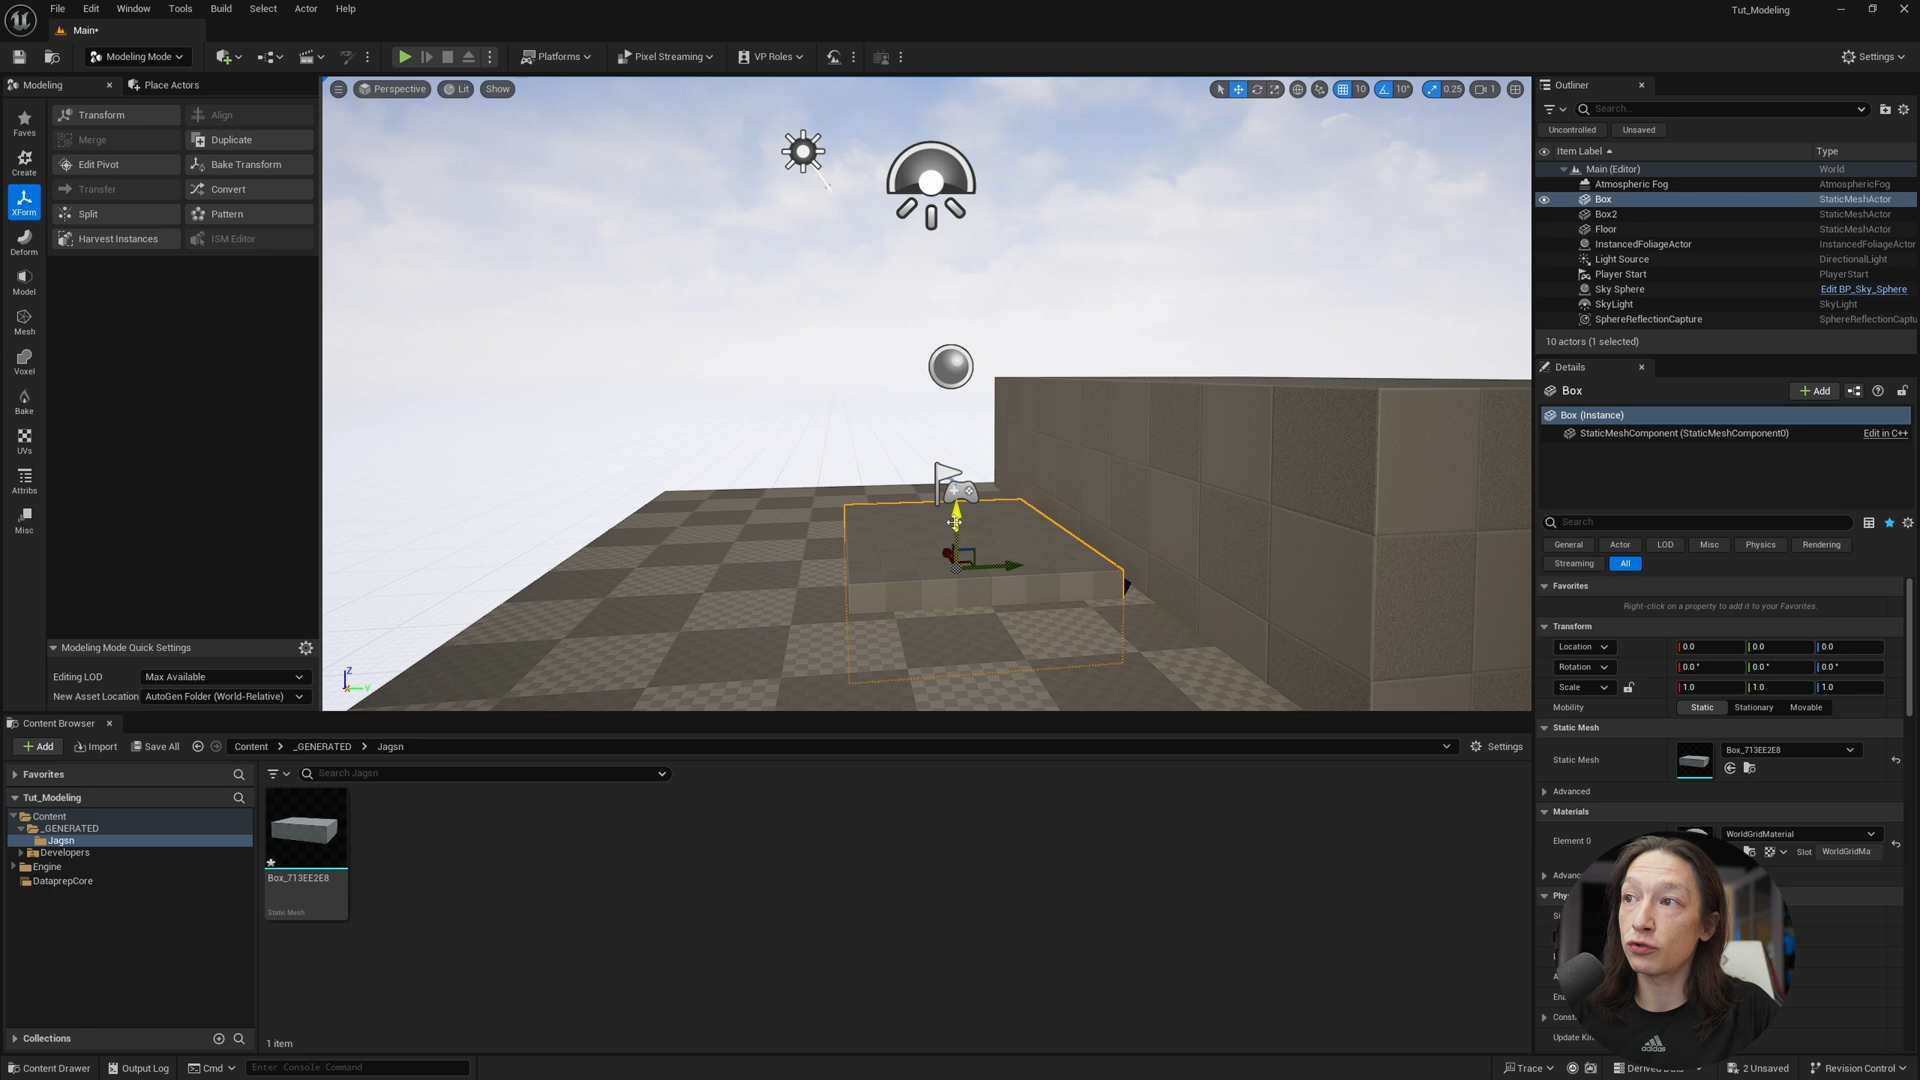 File Edit Window Tools Build Select Actor Help
Tut_Modeling
Main•
Modeling Mode
Platforms
Pixel Streaming
VP Roles
Settings
Modeling
Place Actors
Perspective
Lit
Show
10
10°
0.25
1
Outliner
Faves
Create
XForm
Deform
Model
Mesh
Voxel
Bake
UVs
Attribs
Misc
Transform
Align
Merge
Duplicate
Edit Pivot
Bake Transform
Transfer
Convert
Split
Pattern
Harvest Instances
ISM Editor
Search...
Uncontrolled
Unsaved
Item Label
Type
Main (Editor) World
Atmospheric Fog AtmosphericFog
Box StaticMeshActor
Box2 StaticMeshActor
Floor StaticMeshActor
InstancedFoliageActor InstancedFoliageActor
Light Source DirectionalLight
Player Start PlayerStart
Sky Sphere Edit BP_Sky_Sphere
SkyLight SkyLight
SphereReflectionCapture SphereReflectionCaptu
10 actors (1 selected)
Details
Box
Add
Box (Instance)
StaticMeshComponent (StaticMeshComponent0) Edit in C++
Search
General
Actor
LOD
Misc
Physics
Rendering
Streaming
All
Favorites
Right-click on a property to add it to your Favorites.
Transform
Location 0.0 0.0 0.0
Rotation 0.0° 0.0° 0.0°
Scale 1.0 1.0 1.0
Mobility Static Stationary Movable
Static Mesh
Static Mesh Box_713EE2E8
Advanced
Materials
Element 0 WorldGridMaterial
Slot WorldGridMa
Advanc
Phy
Const
Update Kin
Modeling Mode Quick Settings
Editing LOD Max Available
New Asset Location AutoGen Folder (World-Relative)
Z
Y
Content Browser
Add
Import
Save All
Content
_GENERATED
Jagsn
Settings
Favorites
Tut_Modeling
Content
_GENERATED
Jagsn
Developers
Engine
DataprepCore
Collections
Search Jagsn
Box_713EE2E8
Static Mesh
1 item
adidas
Content Drawer
Output Log
Cmd
Enter Console Command
Trace
Derived Da
2 Unsaved
Revision Control